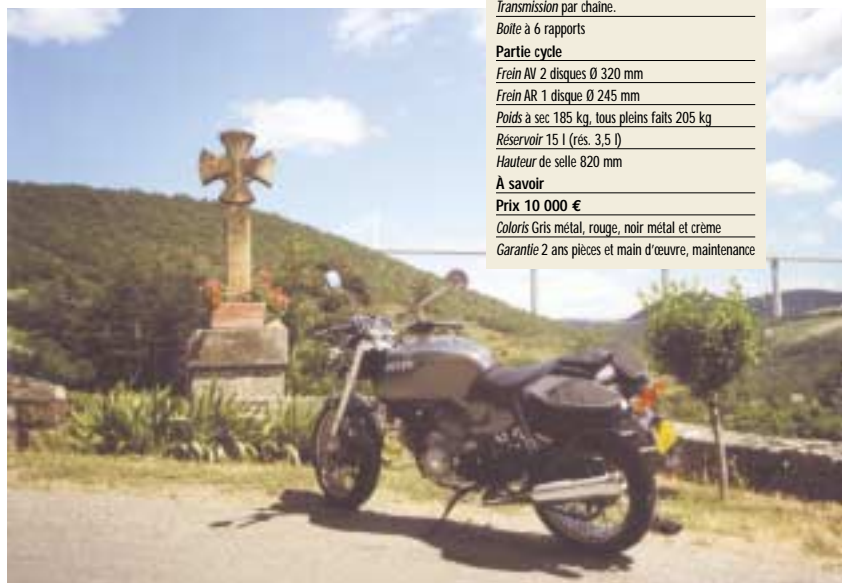 Transmission par chaîne.
Boîte à 6 rapports
Partie cycle
Frein AV 2 disques Ø 320 mm
Frein AR 1 disque Ø 245 mm
Poids à sec 185 kg, tous pleins faits 205 kg
Réservoir 15 l (rés. 3,5 l)
Hauteur de selle 820 mm
À savoir
Prix 10 000 €
Coloris Gris métal, rouge, noir métal et crème
Garantie 2 ans pièces et main d'œuvre, maintenance